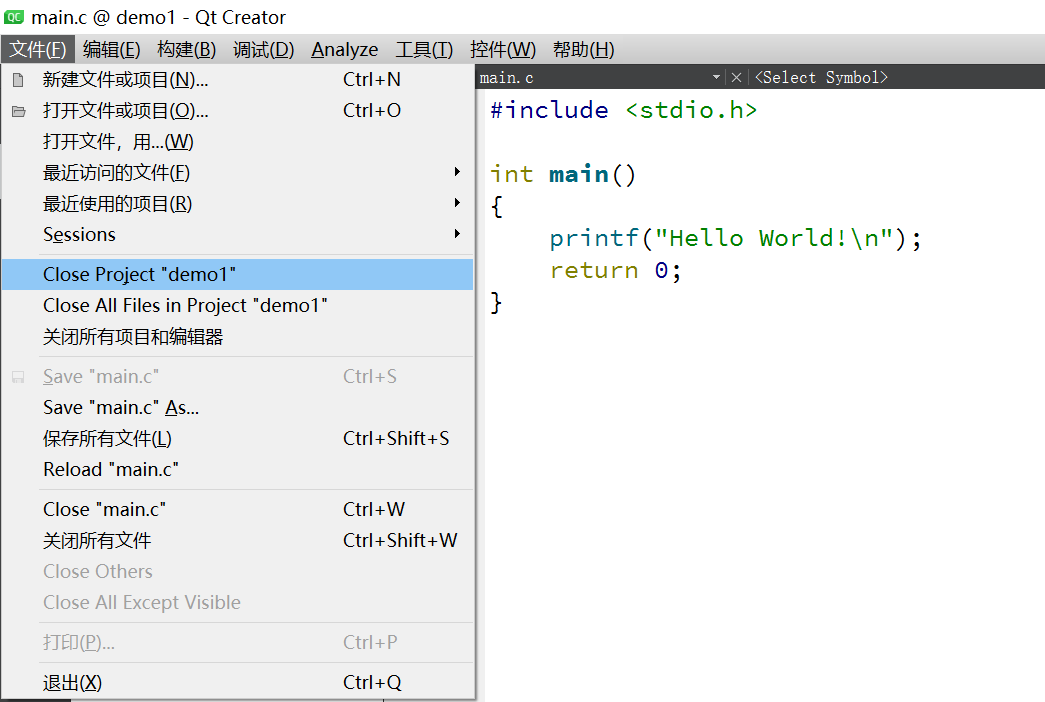 QC main.c @ demo1 - Qt Creator
文件(F) 编辑(E) 构建(B) 调试(D) Analyze 工具(T) 控件(W) 帮助(H)
新建文件或项目(N)... Ctrl+N
打开文件或项目(O)... Ctrl+O
打开文件，用...(W)
最近访问的文件(F)
最近使用的项目(R)
Sessions
Close Project "demo1"
Close All Files in Project "demo1"
关闭所有项目和编辑器
Save "main.c" Ctrl+S
Save "main.c" As...
保存所有文件(L) Ctrl+Shift+S
Reload "main.c"
Close "main.c" Ctrl+W
关闭所有文件 Ctrl+Shift+W
Close Others
Close All Except Visible
打印(P)... Ctrl+P
退出(X) Ctrl+Q
main.c <Select Symbol>
#include <stdio.h>
int main()
{
    printf("Hello World!\n");
    return 0;
}